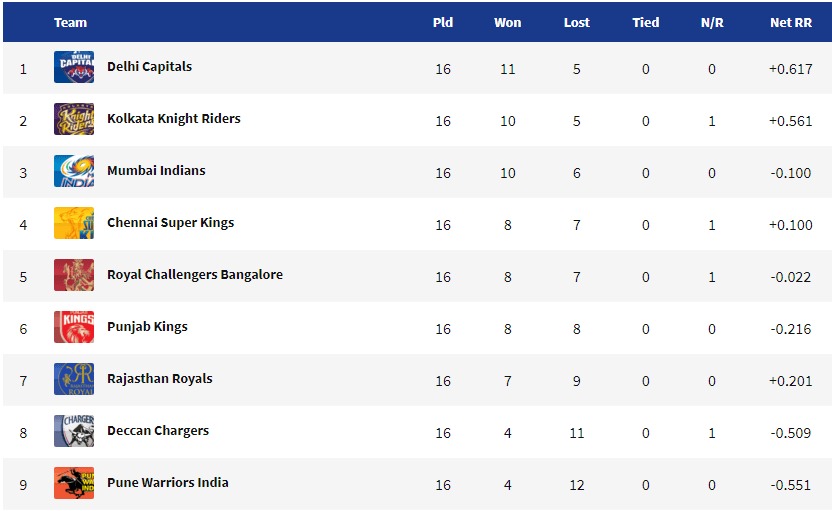 Team Pld Won Lost Tied N/R Net RR
1 Delhi Capitals 16 11 5 0 0 +0.617
2 Kolkata Knight Riders 16 10 5 0 1 +0.561
3 Mumbai Indians 16 10 6 0 0 -0.100
4 Chennai Super Kings 16 8 7 0 1 +0.100
5 Royal Challengers Bangalore 16 8 7 0 1 -0.022
6 Punjab Kings 16 8 8 0 0 -0.216
7 Rajasthan Royals 16 7 9 0 0 +0.201
8 Deccan Chargers 16 4 11 0 1 -0.509
9 Pune Warriors India 16 4 12 0 0 -0.551